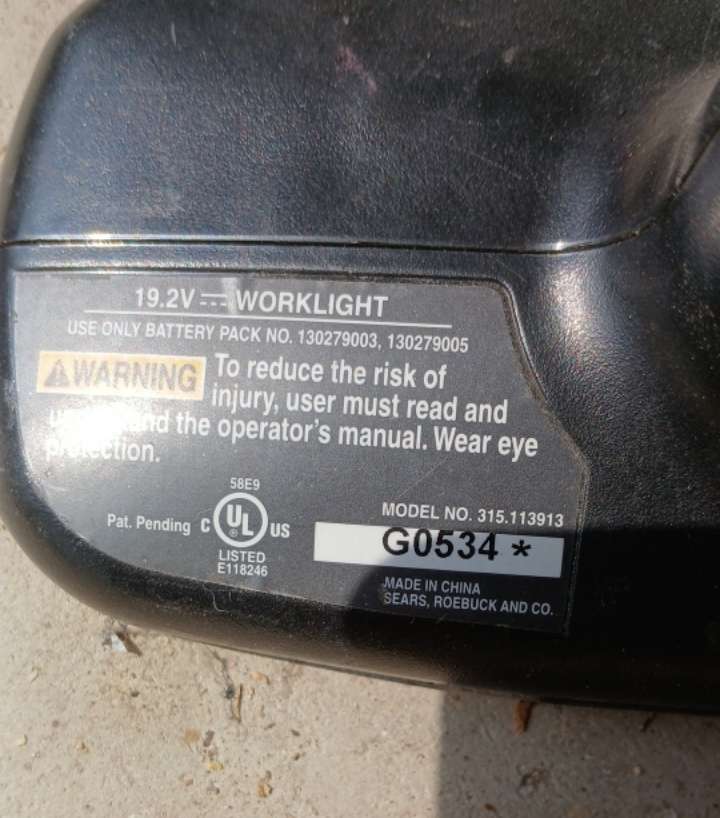 19.2V WORKLIGHT
USE ONLY BATTERY PACK NO. 130279003, 130279005
WARNING To reduce the risk of
injury, user must read and
understand the operator's manual. Wear eye
protection.
58E9
Pat. Pending C UL ® US
LISTED
E118246
MODEL NO. 315.113913
G0534 *
MADE IN CHINA
SEARS, ROEBUCK AND CO.